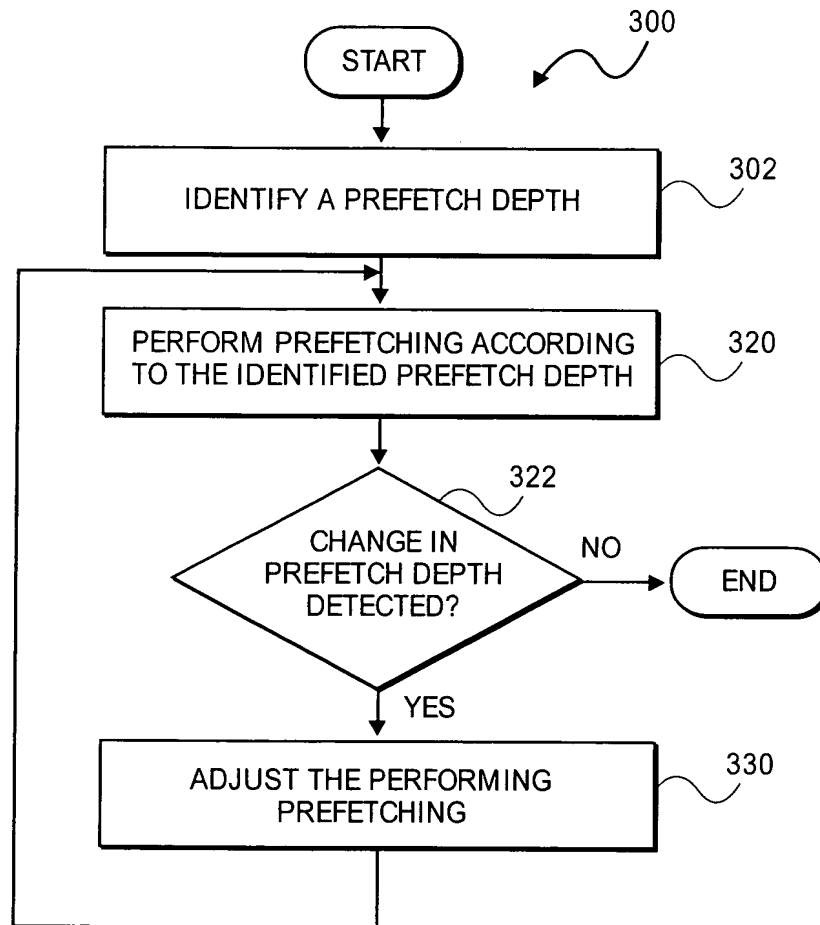 300
START
302
IDENTIFY A PREFETCH DEPTH
PERFORM PREFETCHING ACCORDING
TO THE IDENTIFIED PREFETCH DEPTH
320
322
CHANGE IN
PREFETCH DEPTH
DETECTED?
NO
END
YES
ADJUST THE PERFORMING
PREFETCHING
330